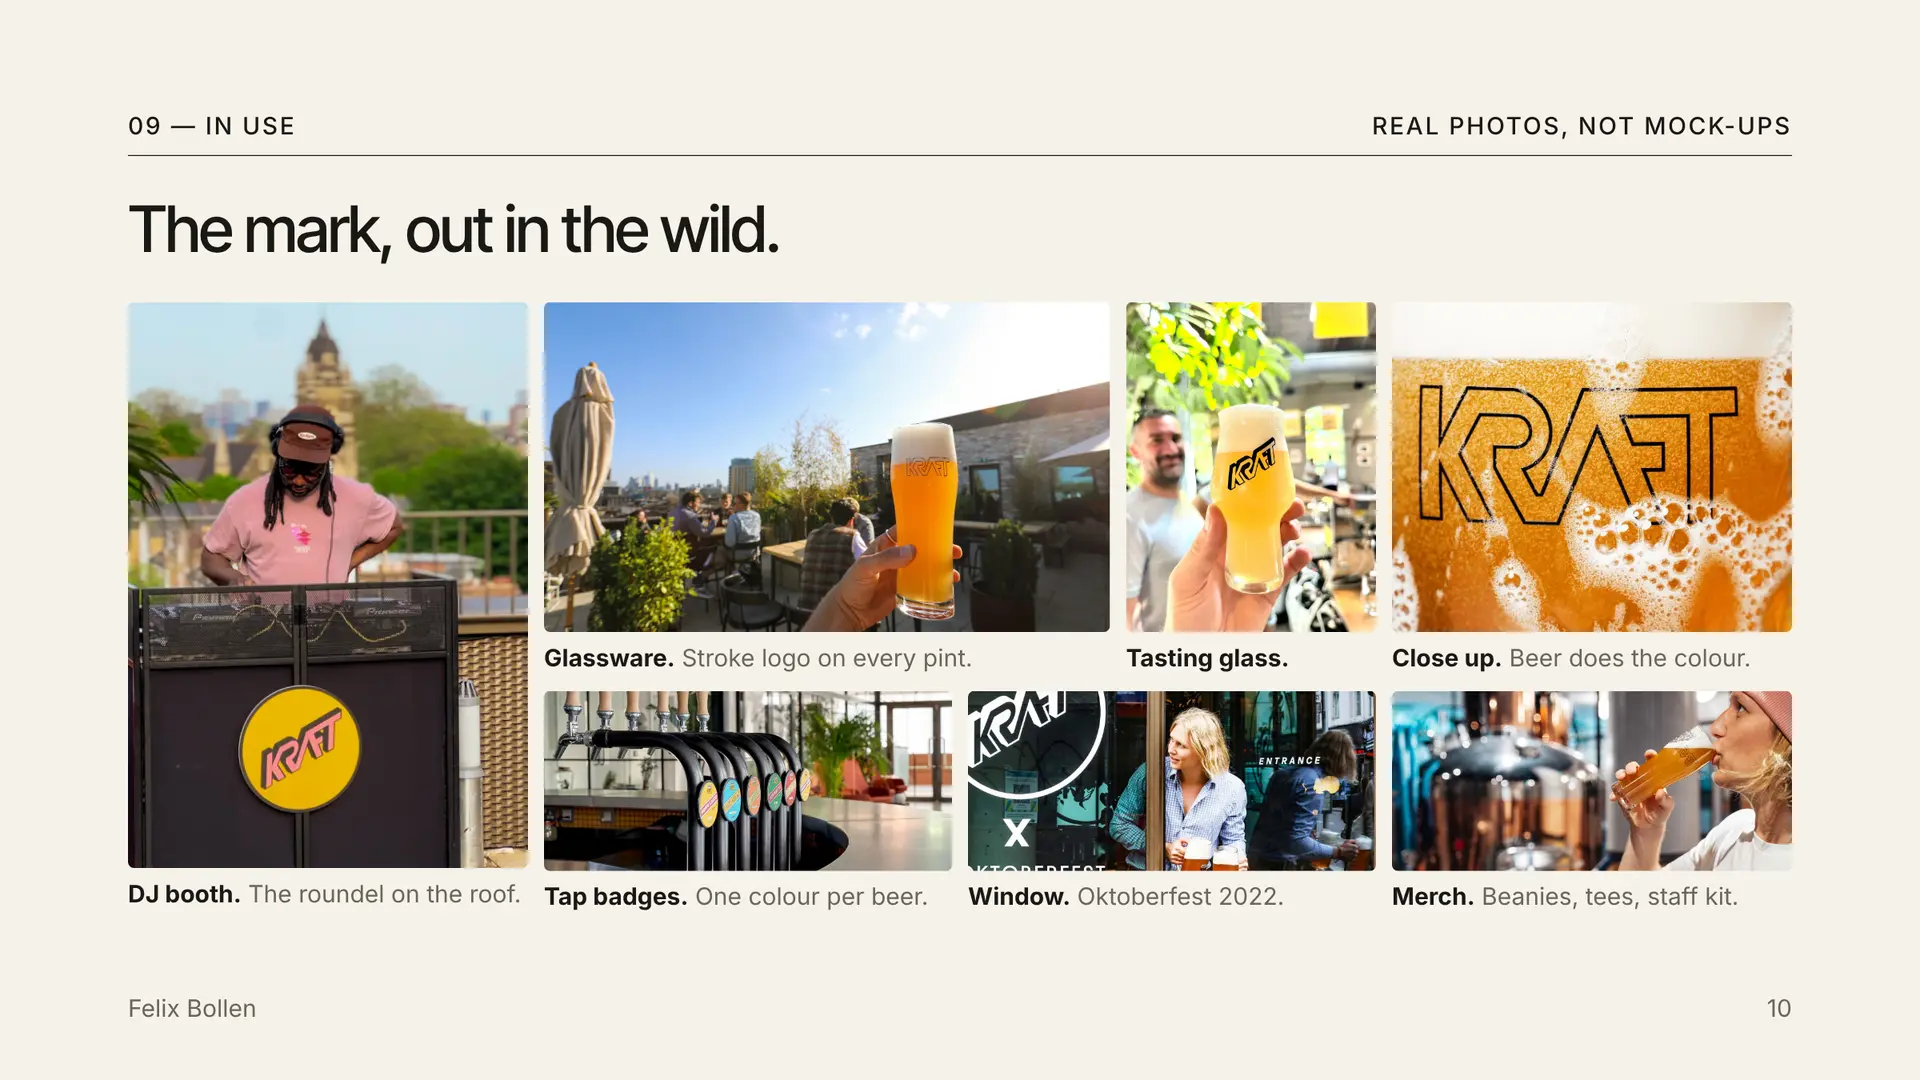 09 — IN USE
REAL PHOTOS, NOT MOCK-UPS
The mark, out in the wild.
KRAFT
KRAFT
KRAFT
KRAFT
Glassware. Stroke logo on every pint.
Tasting glass.
Close up. Beer does the colour.
KRAFT
X
OKTOBERFEST
ENTRANCE
DJ booth. The roundel on the roof.
Tap badges. One colour per beer.
Window. Oktoberfest 2022.
Merch. Beanies, tees, staff kit.
Felix Bollen
10